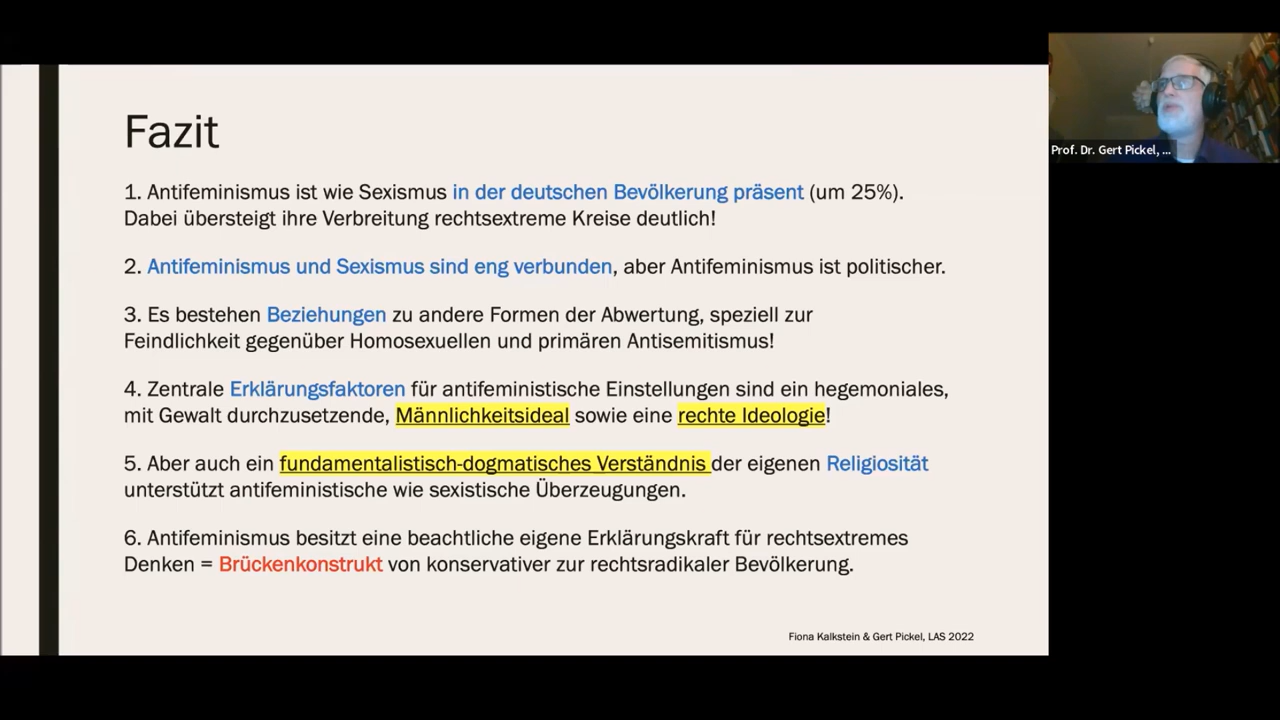 Fazit
1. Antifeminismus ist wie Sexismus in der deutschen Bevölkerung präsent (um 25%).
Dabei übersteigt ihre Verbreitung rechtsextreme Kreise deutlich!
2. Antifeminismus und Sexismus sind eng verbunden, aber Antifeminismus ist politischer.
3. Es bestehen Beziehungen zu andere Formen der Abwertung, speziell zur
Feindlichkeit gegenüber Homosexuellen und primären Antisemitismus!
4. Zentrale Erklärungsfaktoren für antifeministische Einstellungen sind ein hegemoniales,
mit Gewalt durchzusetzende, Männlichkeitsideal sowie eine rechte Ideologie!
5. Aber auch ein fundamentalistisch-dogmatisches Verständnis der eigenen Religiosität
unterstützt antifeministische wie sexistische Überzeugungen.
6. Antifeminismus besitzt eine beachtliche eigene Erklärungskraft für rechtsextremes
Denken = Brückenkonstrukt von konservativer zur rechtsradikaler Bevölkerung.
Fiona Kalkstein & Gert Pickel, LAS 2022
Prof. Dr. Gert Pickel, ...